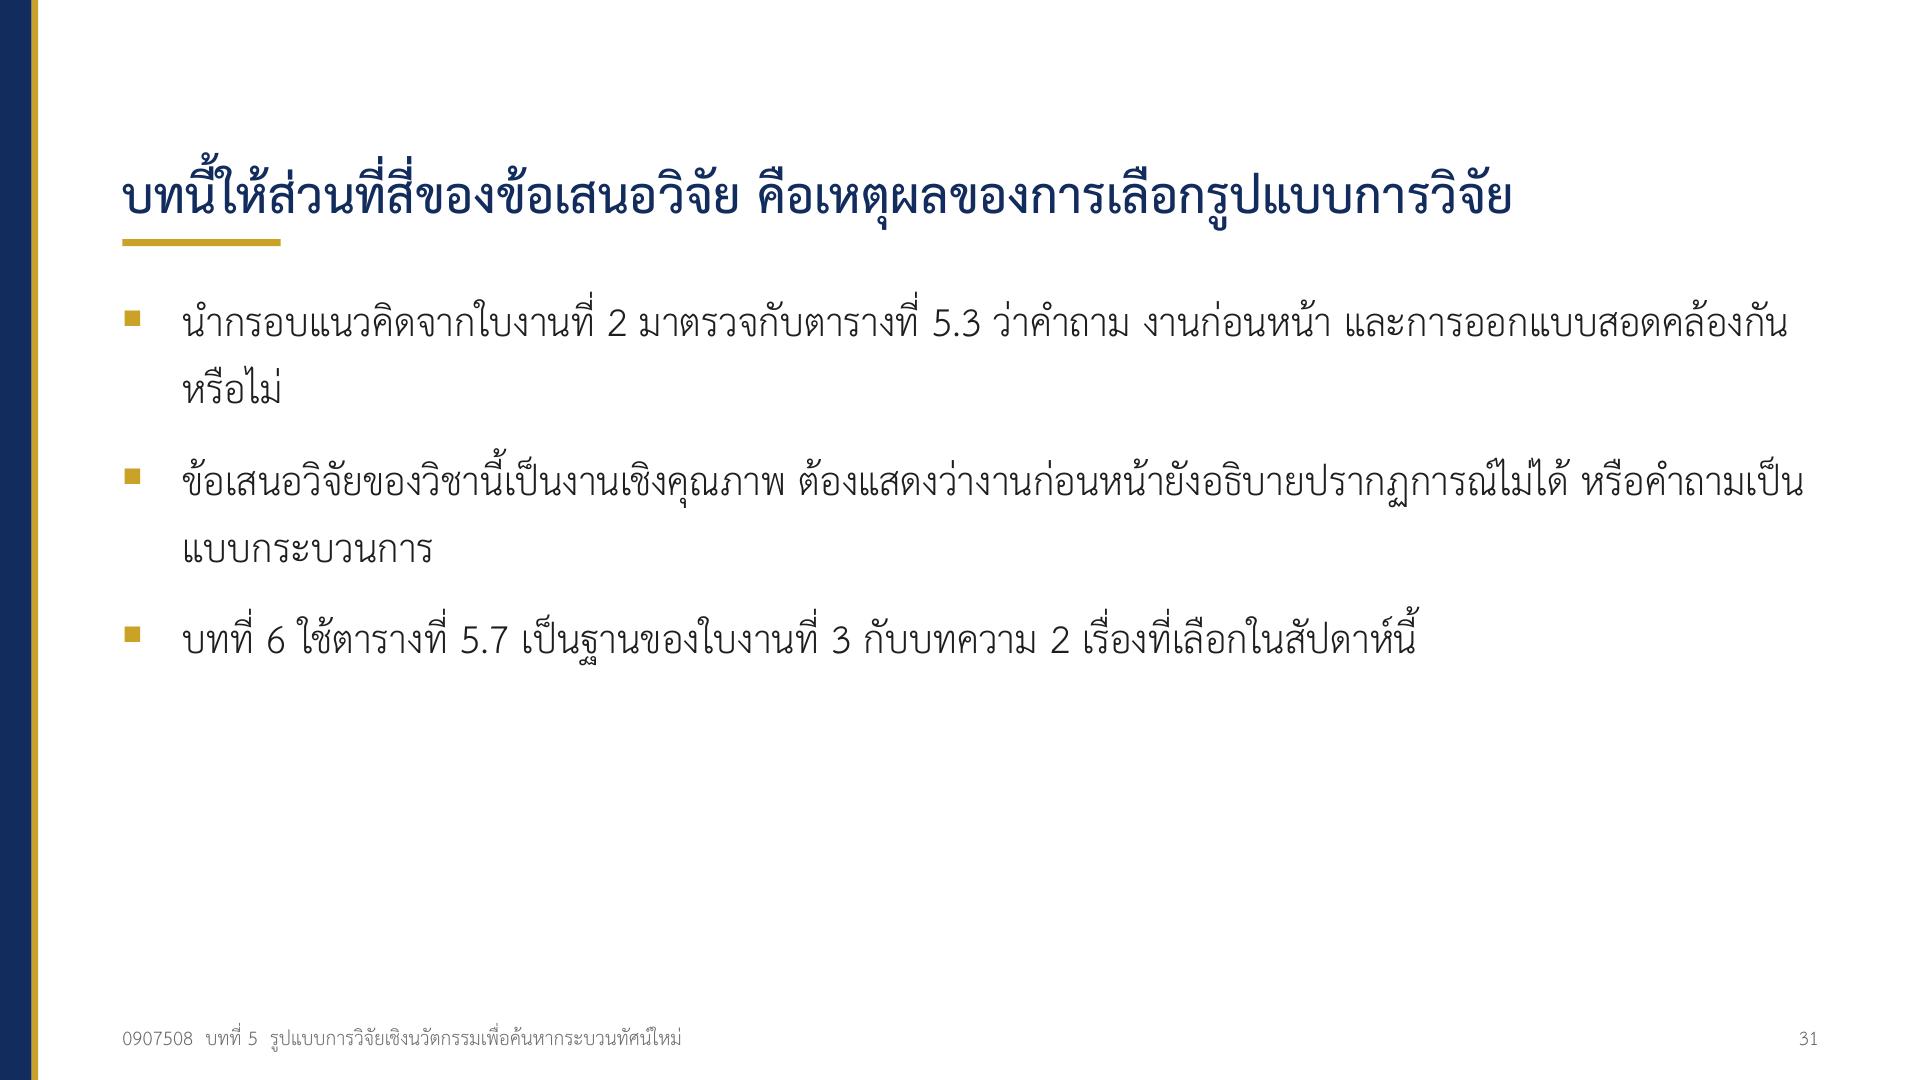 บทนี้ให้ส่วนที่สี่ของข้อเสนอวิจัย คือเหตุผลของการเลือกรูปแบบการวิจัย
นำกรอบแนวคิดจากใบงานที่ 2 มาตรวจกับตารางที่ 5.3 ว่าคำถาม งานก่อนหน้า และการออกแบบสอดคล้องกัน
หรือไม่
ข้อเสนอวิจัยของวิชานี้เป็นงานเชิงคุณภาพ ต้องแสดงว่างานก่อนหน้ายังอธิบายปรากฏการณ์ไม่ได้ หรือคำถามเป็น
แบบกระบวนการ
บทที่ 6 ใช้ตารางที่ 5.7 เป็นฐานของใบงานที่ 3 กับบทความ 2 เรื่องที่เลือกในสัปดาห์นี้
0907508 บทที่ 5 รูปแบบการวิจัยเชิงนวัตกรรมเพื่อค้นหากระบวนทัศน์ใหม่
31